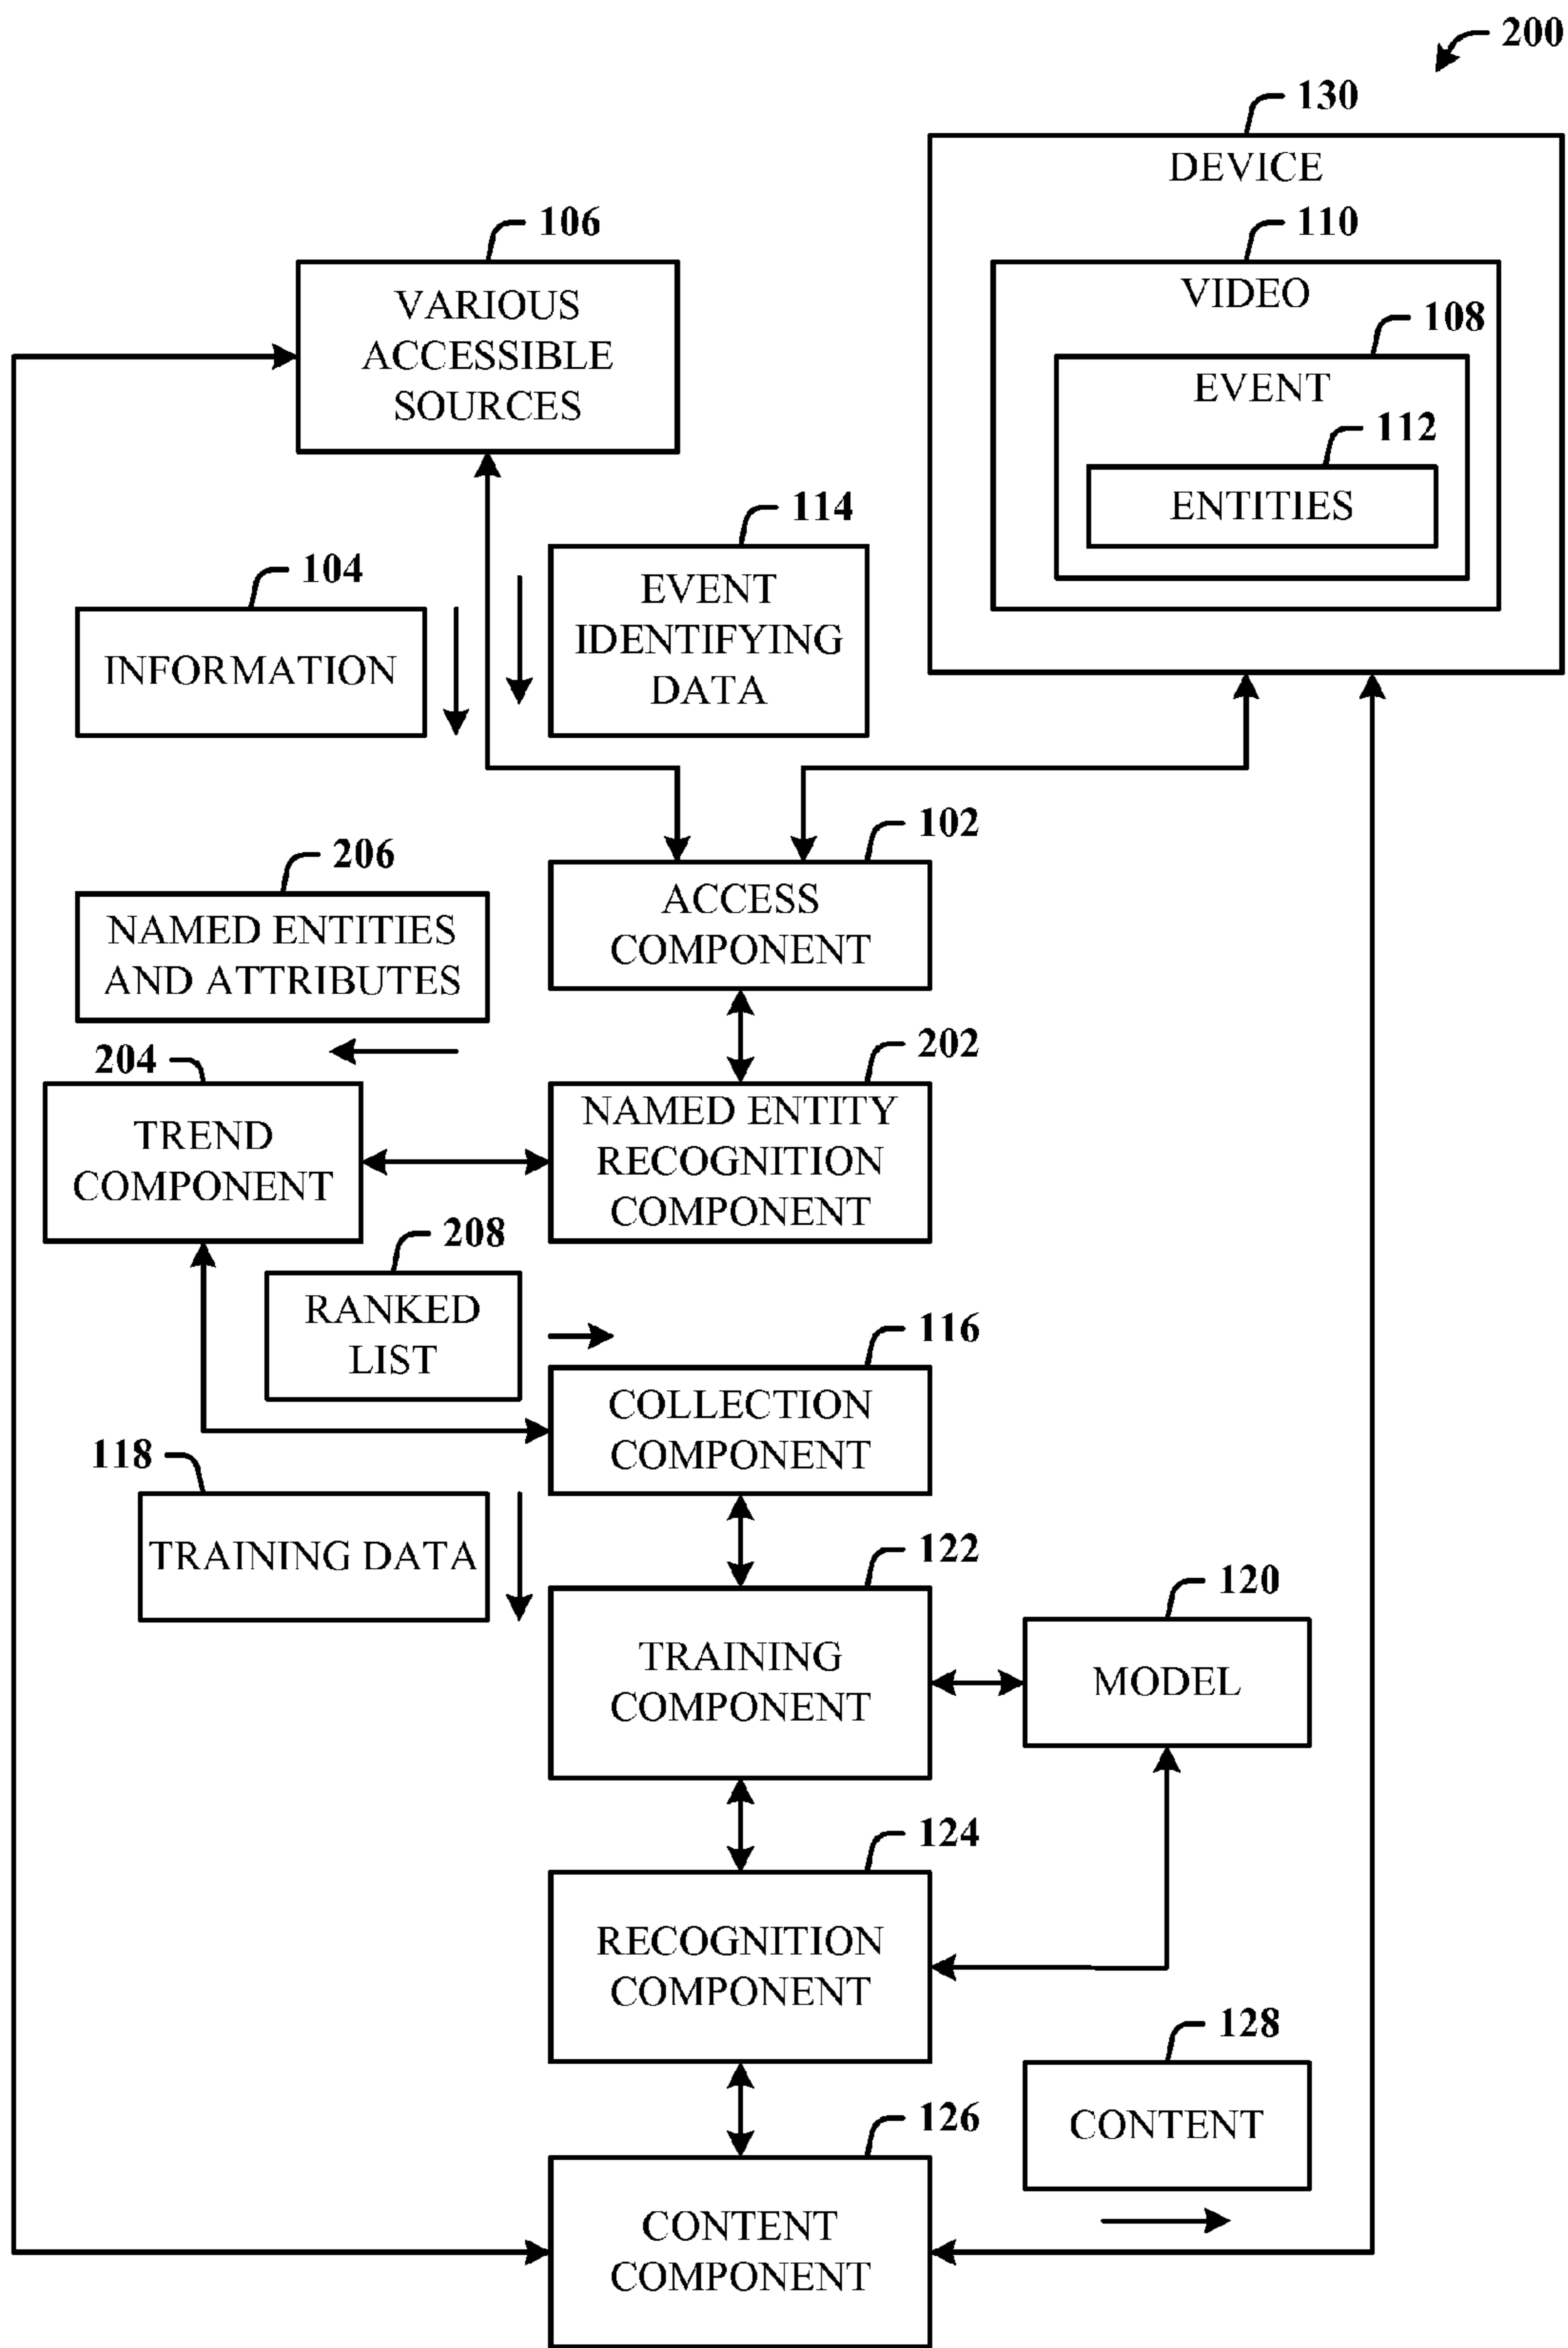 200
130
DEVICE
110
VIDEO
108
EVENT
112
ENTITIES
106
VARIOUS
ACCESSIBLE
SOURCES
114
EVENT
IDENTIFYING
DATA
104
INFORMATION
102
ACCESS
COMPONENT
206
NAMED ENTITIES
AND ATTRIBUTES
204
TREND
COMPONENT
202
NAMED ENTITY
RECOGNITION
COMPONENT
208
RANKED
LIST
116
COLLECTION
COMPONENT
118
TRAINING DATA
122
TRAINING
COMPONENT
120
MODEL
124
RECOGNITION
COMPONENT
128
CONTENT
126
CONTENT
COMPONENT